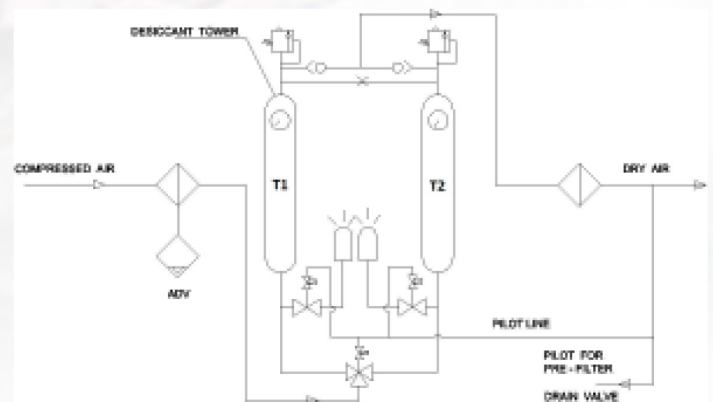 DESICCANT TOWER
COMPRESSED AIR
DRY AIR
T1
T2
ADV
PILOT LINE
PILOT FOR
PRE-FILTER
DRAIN VALVE